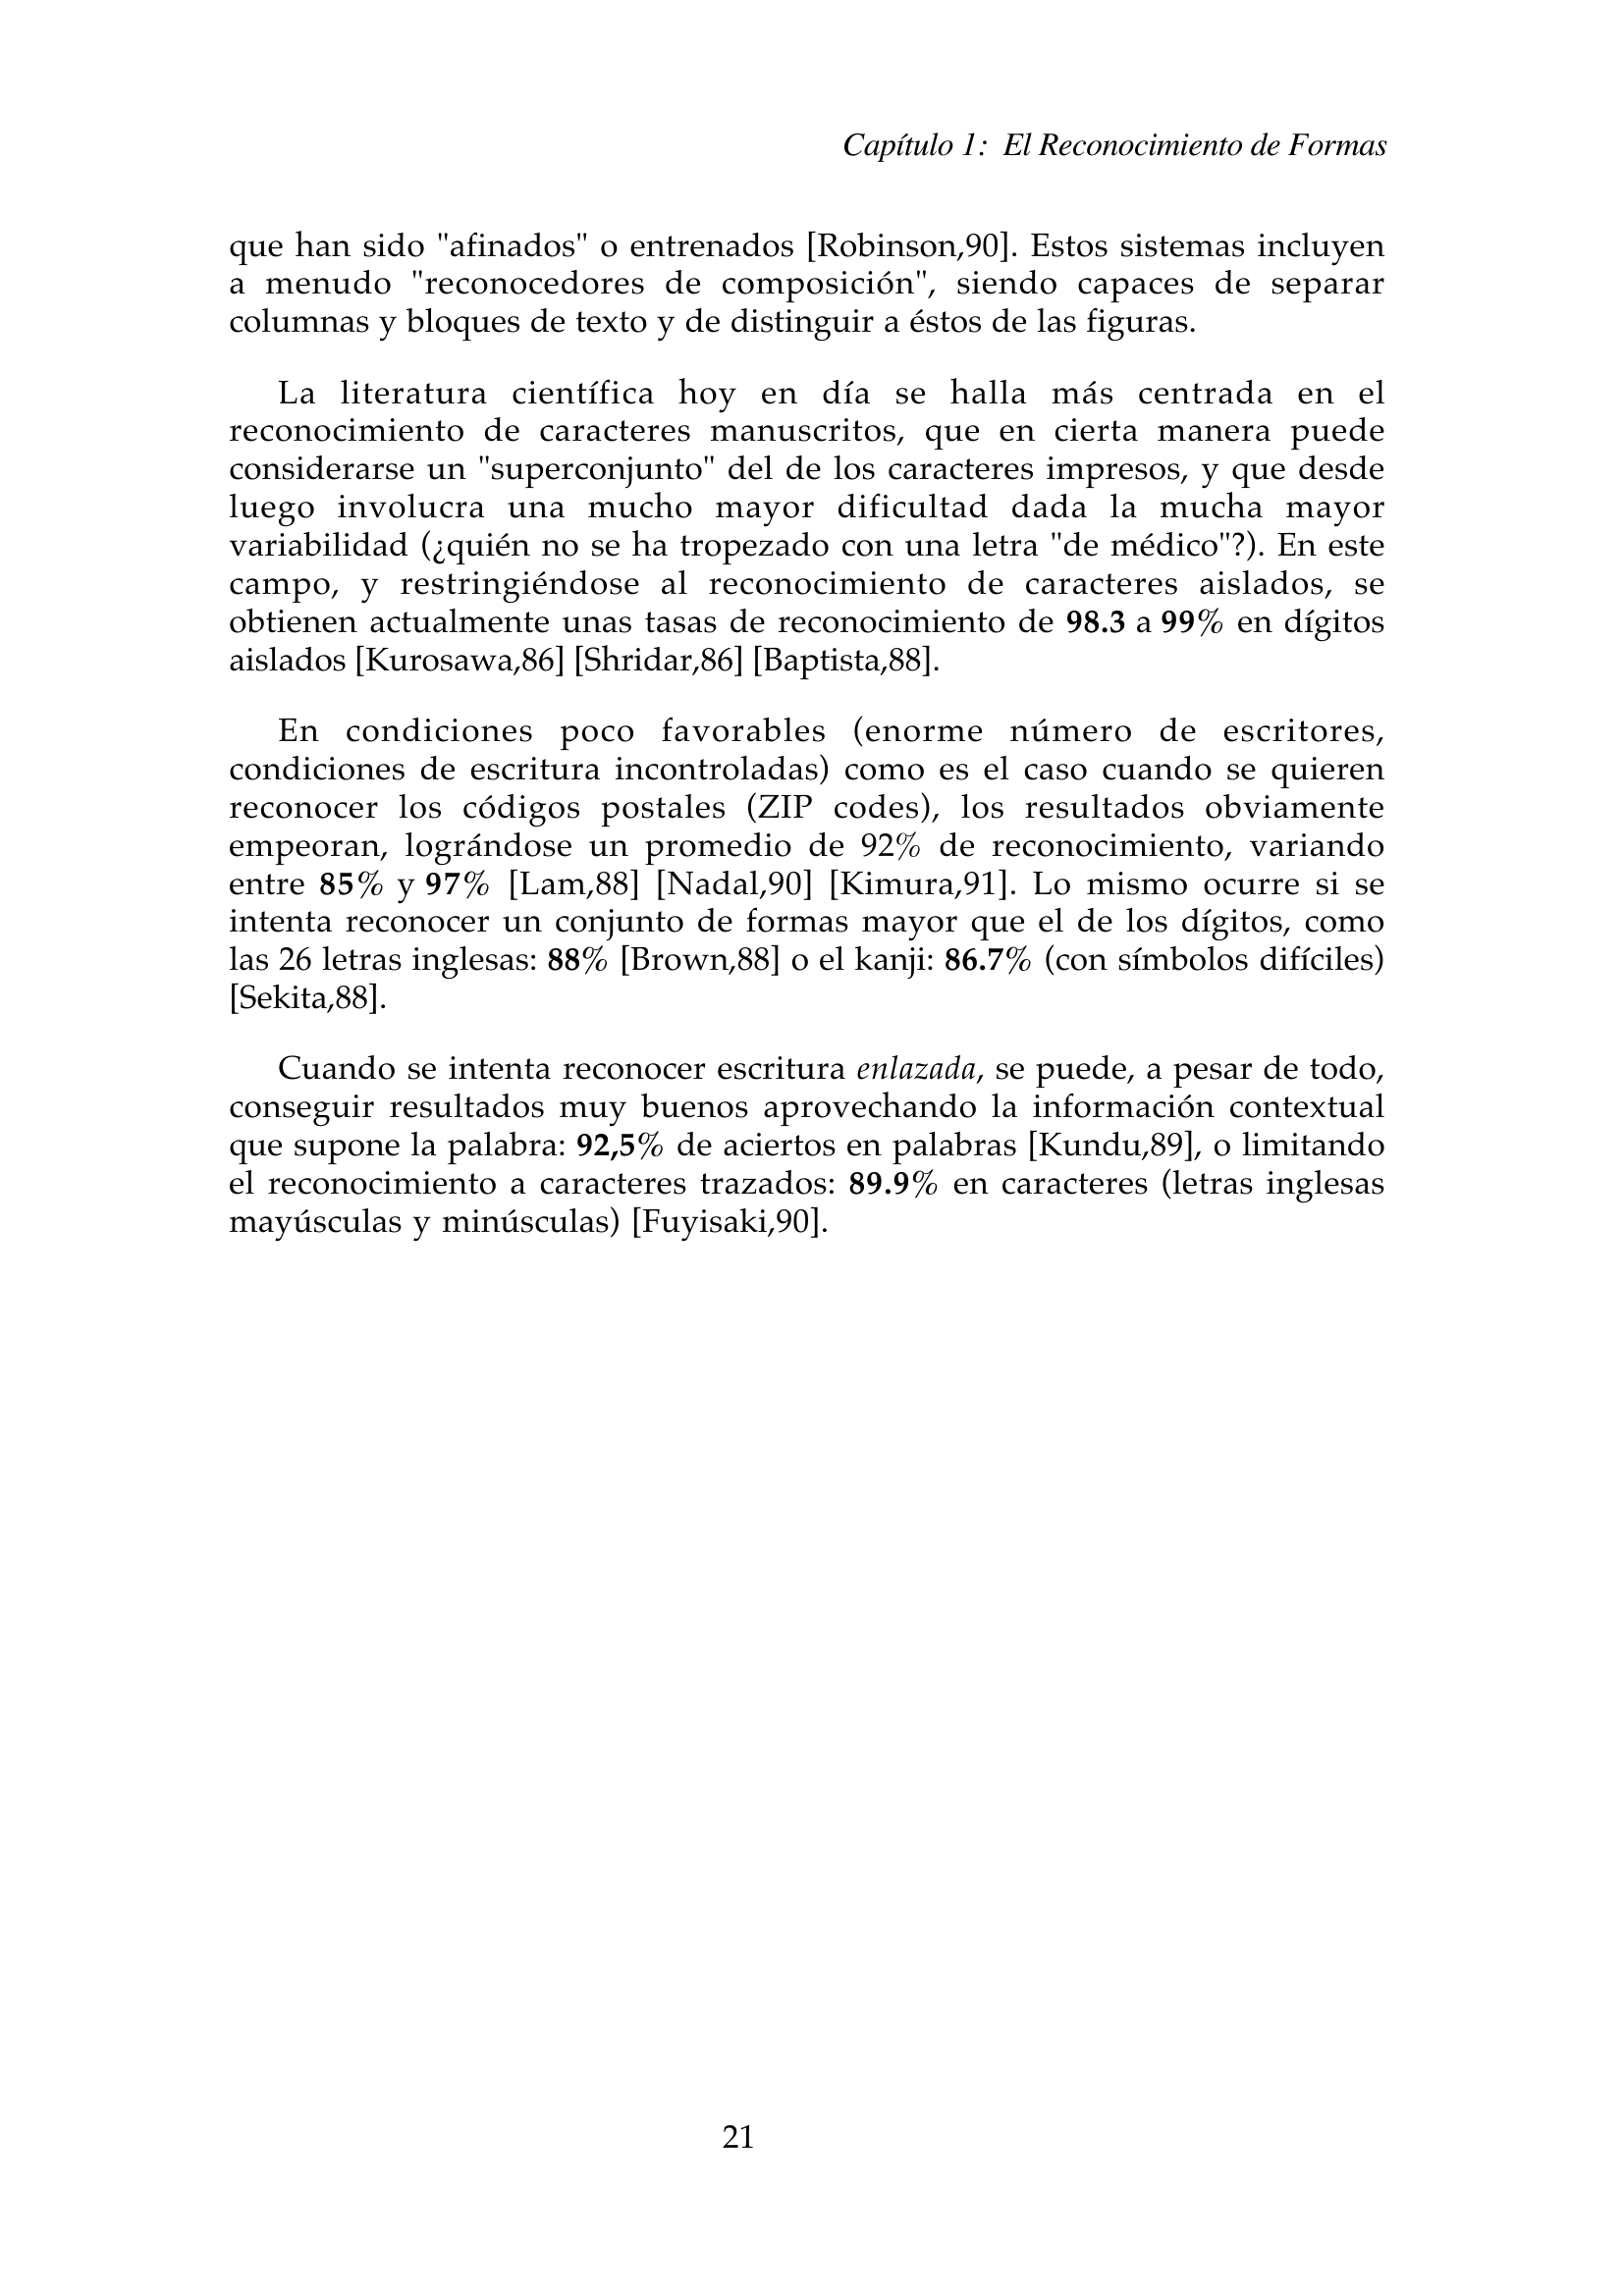 Capítulo 1:  El Reconocimiento de Formas
que han sido "afinados" o entrenados [Robinson,90]. Estos sistemas incluyen
a menudo "reconocedores de composición", siendo capaces de separar
columnas y bloques de texto y de distinguir a éstos de las figuras.
La literatura científica hoy en día se halla más centrada en el
reconocimiento de caracteres manuscritos, que en cierta manera puede
considerarse un "superconjunto" del de los caracteres impresos, y que desde
luego involucra una mucho mayor dificultad dada la mucha mayor
variabilidad (¿quién no se ha tropezado con una letra "de médico"?). En este
campo, y restringiéndose al reconocimiento de caracteres aislados, se
obtienen actualmente unas tasas de reconocimiento de 98.3 a 99% en dígitos
aislados [Kurosawa,86] [Shridar,86] [Baptista,88].
En condiciones poco favorables (enorme número de escritores,
condiciones de escritura incontroladas) como es el caso cuando se quieren
reconocer los códigos postales (ZIP codes), los resultados obviamente
empeoran, lográndose un promedio de 92% de reconocimiento, variando
entre 85% y 97% [Lam,88] [Nadal,90] [Kimura,91]. Lo mismo ocurre si se
intenta reconocer un conjunto de formas mayor que el de los dígitos, como
las 26 letras inglesas: 88% [Brown,88] o el kanji: 86.7% (con símbolos difíciles)
[Sekita,88].
Cuando se intenta reconocer escritura enlazada, se puede, a pesar de todo,
conseguir resultados muy buenos aprovechando la información contextual
que supone la palabra: 92,5% de aciertos en palabras [Kundu,89], o limitando
el reconocimiento a caracteres trazados: 89.9% en caracteres (letras inglesas
mayúsculas y minúsculas) [Fuyisaki,90].
21